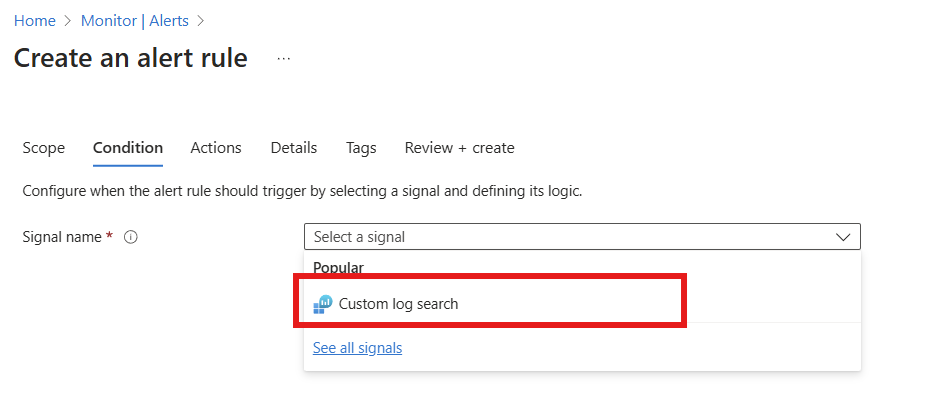 Home > Monitor | Alerts >
Create an alert rule ...
Scope Condition Actions Details Tags Review + create
Configure when the alert rule should trigger by selecting a signal and defining its logic.
Signal name * Select a signal
Popular
Custom log search
See all signals